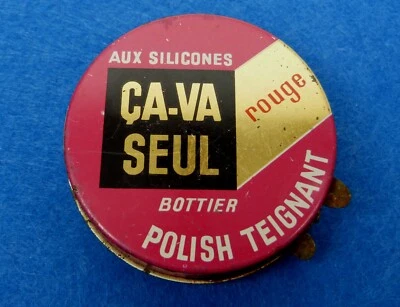 AUX SILICONES
ÇA-VA
SEUL
rouge
BOTTIER
POLISH TEIGNANT